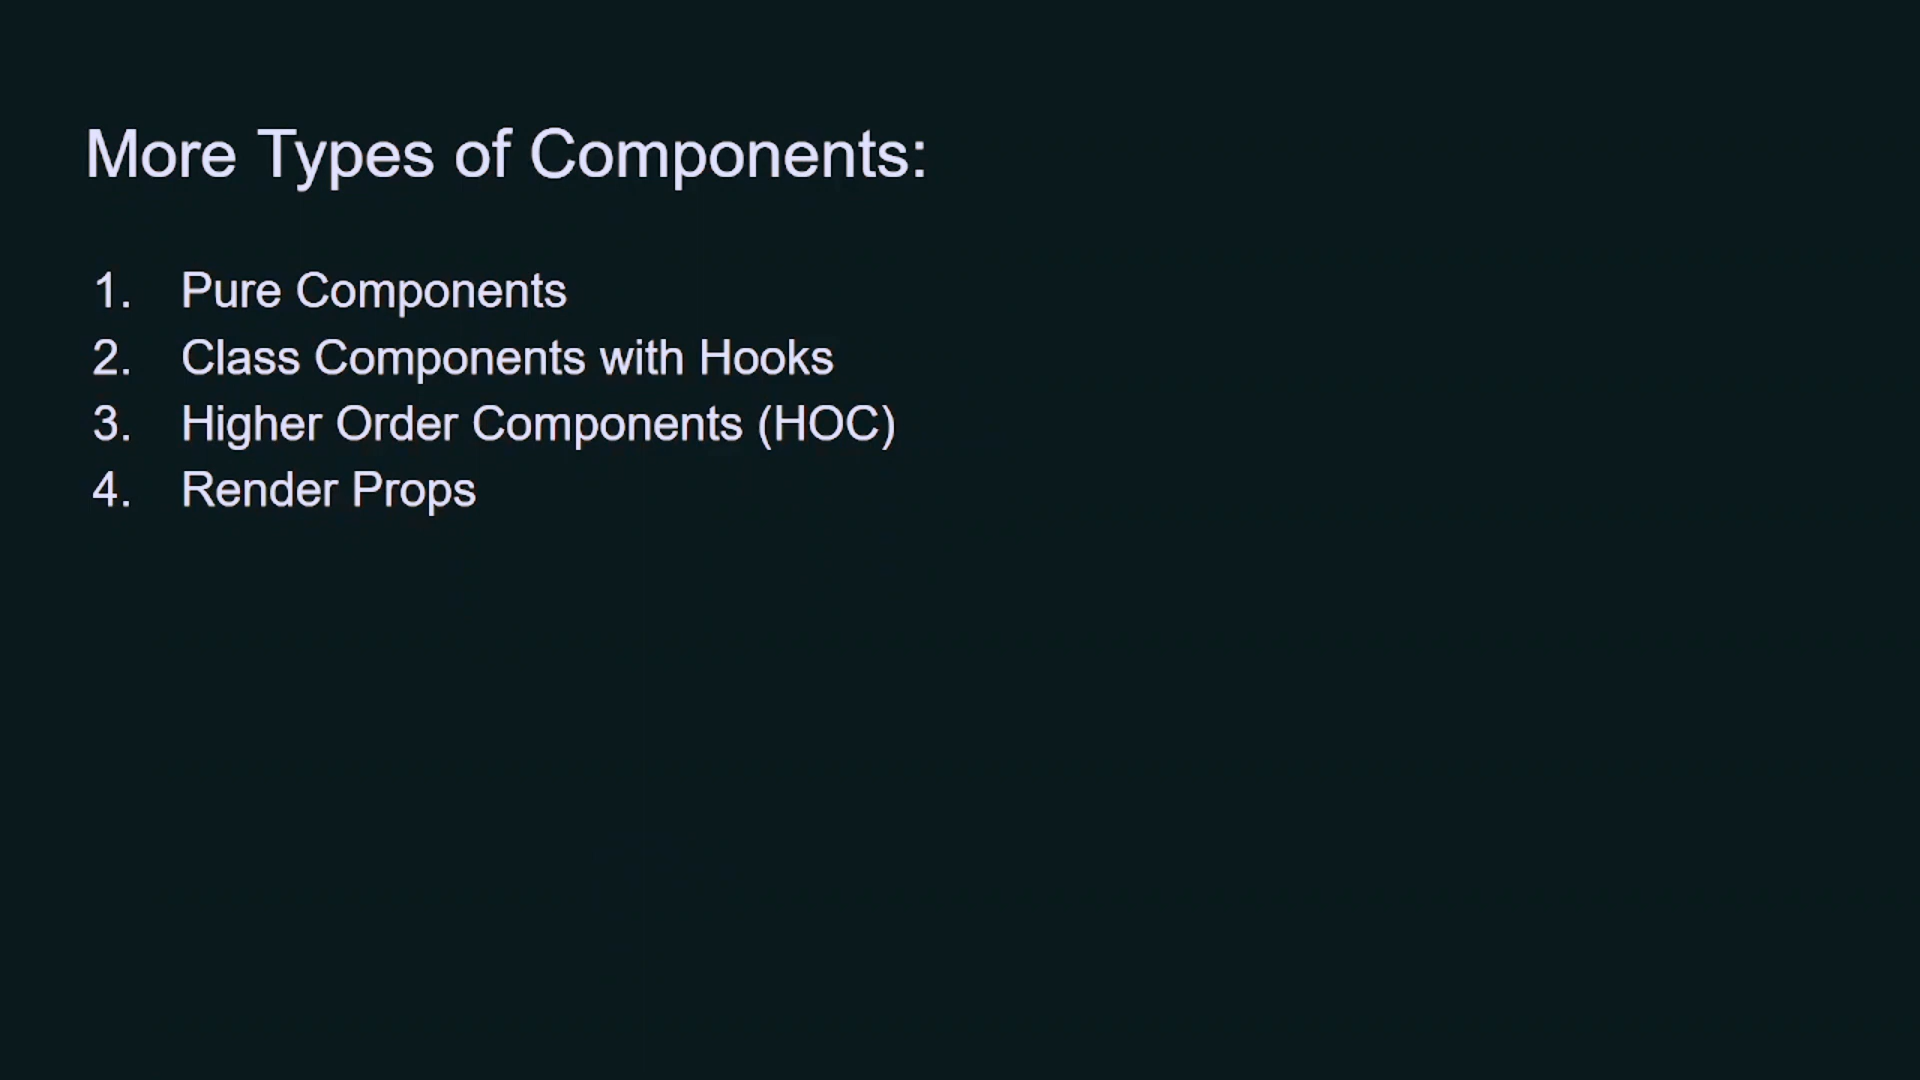 More Types of Components:
1. Pure Components
2. Class Components with Hooks
3. Higher Order Components (HOC)
4. Render Props